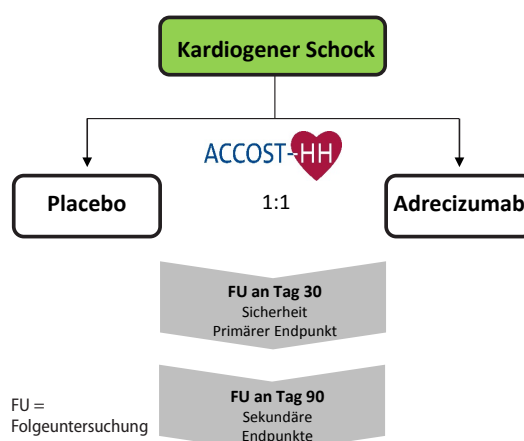 Kardiogener Schock
ACCOST-HH
Placebo
1:1
Adrecizumab
FU an Tag 30
Sicherheit
Primärer Endpunkt
FU an Tag 90
Sekundäre
Endpunkte
FU =
Folgeuntersuchung